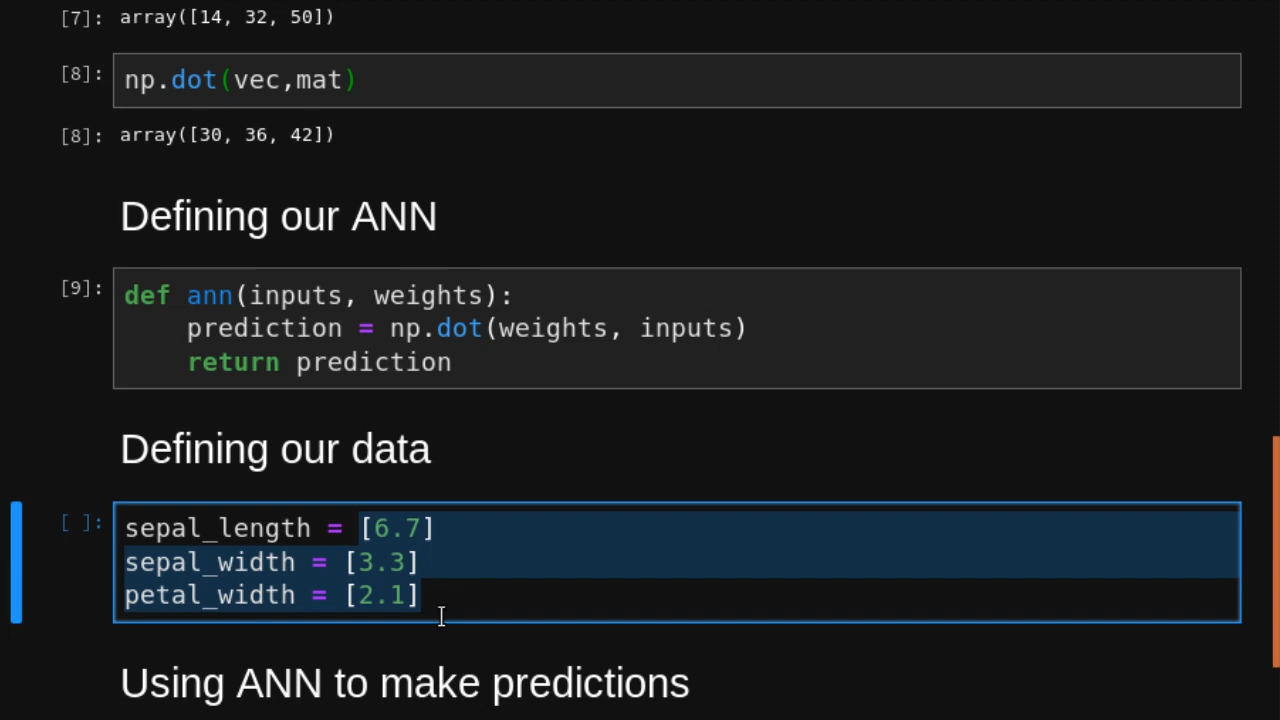 [7]: array([14, 32, 50])
[8]: np.dot(vec,mat)
[8]: array([30, 36, 42])
Defining our ANN
[9]: def ann(inputs, weights):
    prediction = np.dot(weights, inputs)
    return prediction
Defining our data
[ ]: sepal_length = [6.7]
sepal_width = [3.3]
petal_width = [2.1]
Using ANN to make predictions